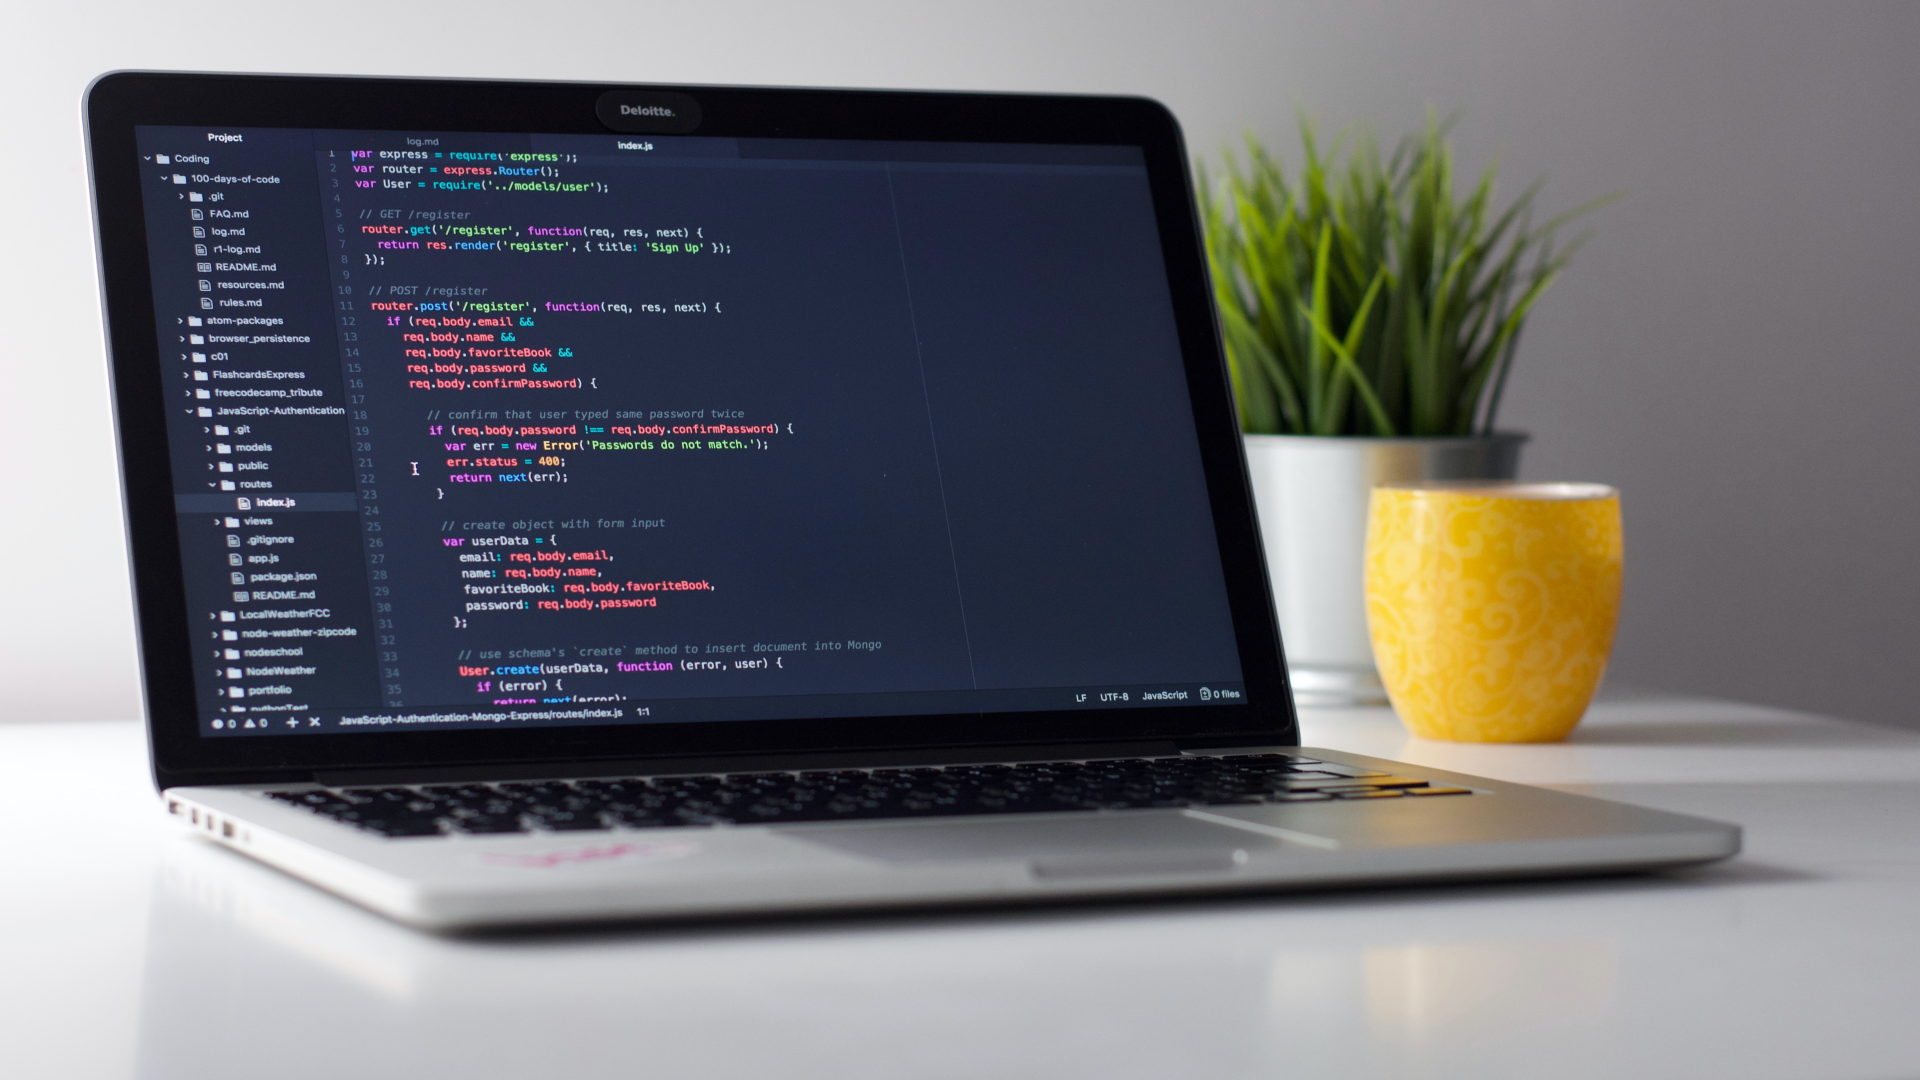 Deloitte.
Project
Coding
100-days-of-code
.git
FAQ.md
log.md
r1-log.md
README.md
resources.md
rules.md
atom-packages
browser_persistence
c01
FlashcardsExpress
freecodecamp_tribute
JavaScript-Authentication
.git
models
public
routes
index.js
views
.gitignore
app.js
package.json
README.md
LocalWeatherFCC
node-weather-zipcode
nodeschool
NodeWeather
portfolio
pythonTest
log.md
index.js
1 var express = require('express');
2 var router = express.Router();
3 var User = require('../models/user');
4
5 // GET /register
6 router.get('/register', function(req, res, next) {
7 return res.render('register', { title: 'Sign Up' });
8 });
9
10 // POST /register
11 router.post('/register', function(req, res, next) {
12 if (req.body.email &&
13 req.body.name &&
14 req.body.favoriteBook &&
15 req.body.password &&
16 req.body.confirmPassword) {
17
18 // confirm that user typed same password twice
19 if (req.body.password !== req.body.confirmPassword) {
20 var err = new Error('Passwords do not match.');
21 err.status = 400;
22 return next(err);
23 }
24
25 // create object with form input
26 var userData = {
27 email: req.body.email,
28 name: req.body.name,
29 favoriteBook: req.body.favoriteBook,
30 password: req.body.password
31 };
32
33 // use schema's `create` method to insert document into Mongo
34 User.create(userData, function (error, user) {
35 if (error) {
36 return next(error);
0 0 JavaScript-Authentication-Mongo-Express/routes/index.js 1:1
LF UTF-8 JavaScript 0 files